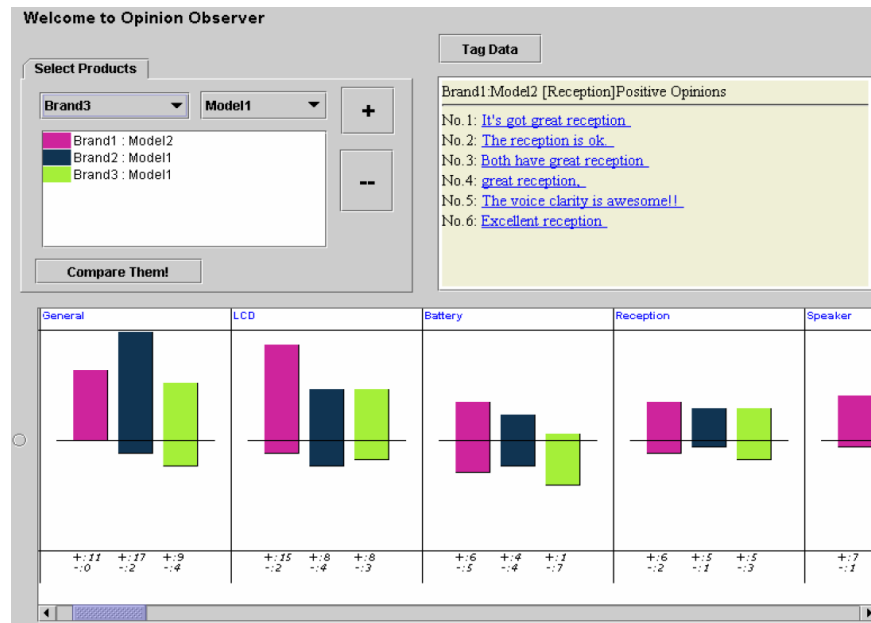 Welcome to Opinion Observer
Tag Data
Select Products
Brand3 Model1 +
Brand1 : Model2
Brand2 : Model1
Brand3 : Model1
--
Compare Them!
Brand1:Model2 [Reception]Positive Opinions
No.1: It's got great reception
No.2: The reception is ok.
No.3: Both have great reception
No.4: great reception,
No.5: The voice clarity is awesome!!
No.6: Excellent reception
General LCD Battery Reception Speaker
+:11 +:17 +:9 +:15 +:8 +:8 +:6 +:4 +:1 +:6 +:5 +:5 +:7
-:0 -:2 -:4 -:2 -:4 -:3 -:5 -:4 -:7 -:2 -:1 -:3 -:1